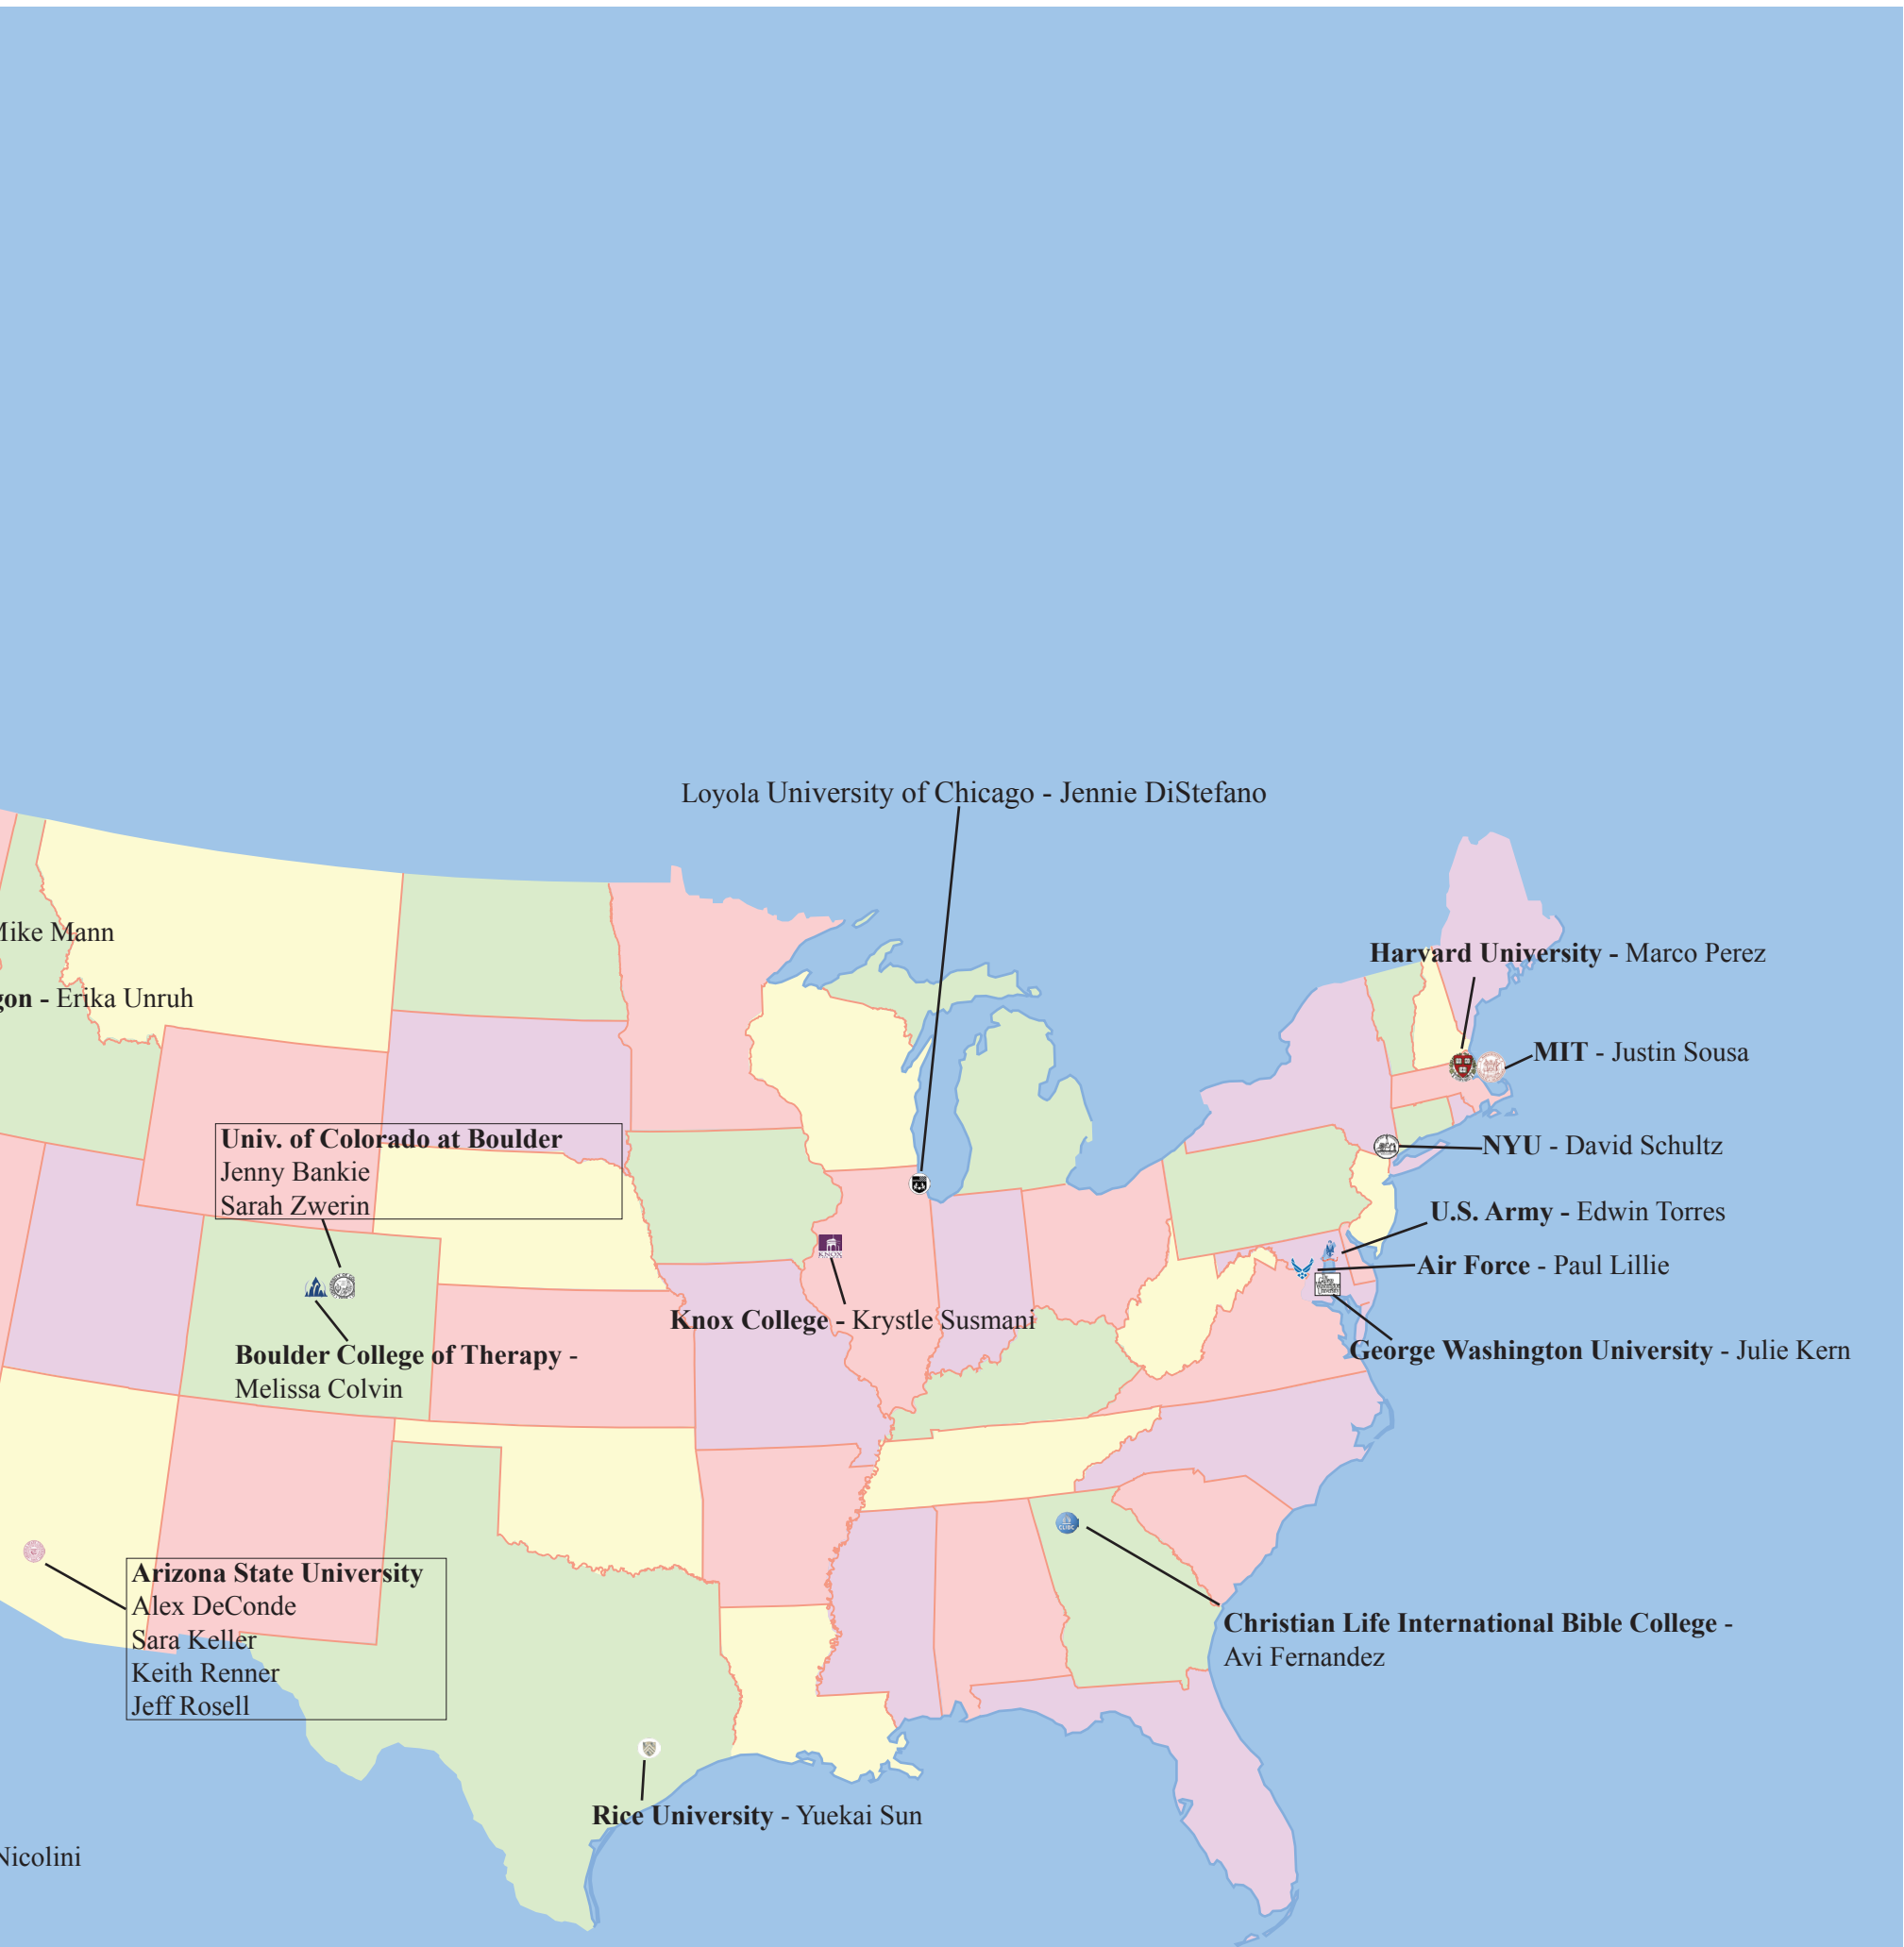 Loyola University of Chicago - Jennie DiStefano
Mike Mann
Harvard University - Marco Perez
gon - Erika Unruh
MIT - Justin Sousa
Univ. of Colorado at Boulder
Jenny Bankie
Sarah Zwerin
NYU - David Schultz
U.S. Army - Edwin Torres
Air Force - Paul Lillie
KNOX
Knox College - Krystle Susmani
George Washington University - Julie Kern
Boulder College of Therapy -
Melissa Colvin
CLIBC
Arizona State University
Alex DeConde
Sara Keller
Keith Renner
Jeff Rosell
Christian Life International Bible College -
Avi Fernandez
Rice University - Yuekai Sun
Nicolini